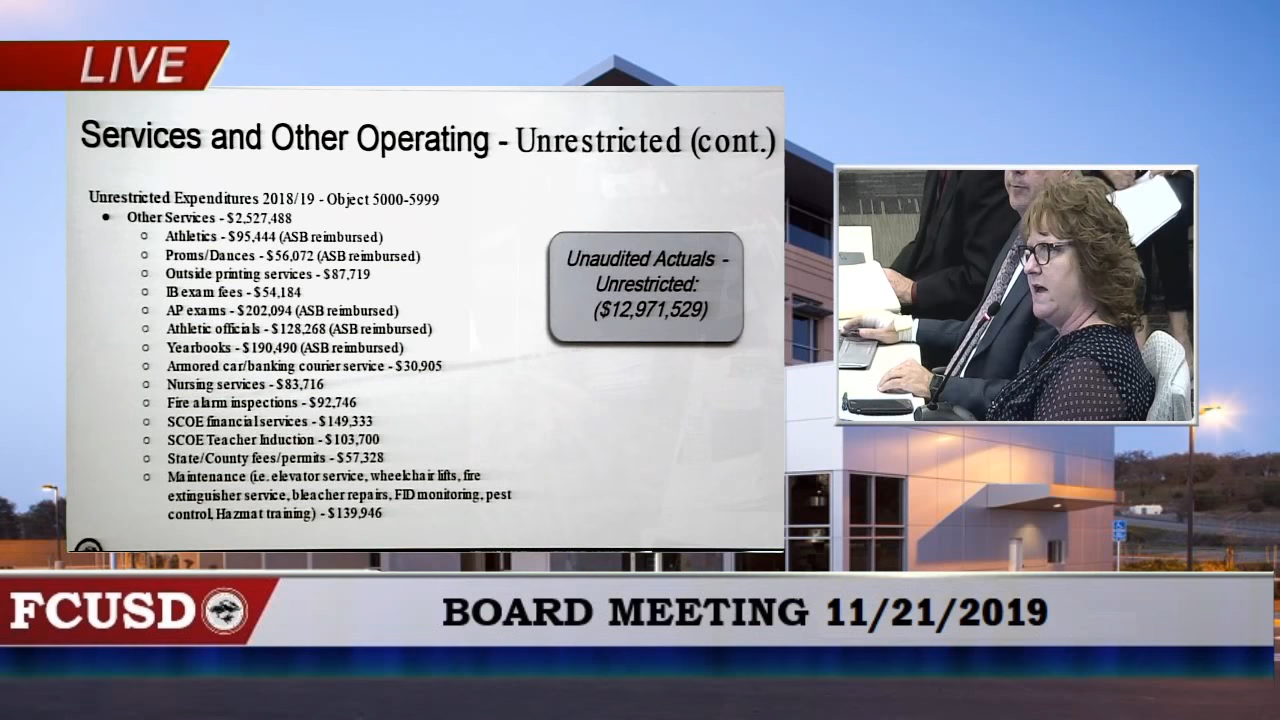 LIVE
Services and Other Operating - Unrestricted (cont.)
Unrestricted Expenditures 2018/19 - Object 5000-5999
● Other Services - $2,527,488
○ Athletics - $95,444 (ASB reimbursed)
○ Proms/Dances - $56,072 (ASB reimbursed)
○ Outside printing services - $87,719
○ IB exam fees - $54,184
○ AP exams - $202,094 (ASB reimbursed)
○ Athletic officials - $128,268 (ASB reimbursed)
○ Yearbooks - $190,490 (ASB reimbursed)
○ Armored car/banking courier service - $30,905
○ Nursing services - $83,716
○ Fire alarm inspections - $92,746
○ SCOE financial services - $149,333
○ SCOE Teacher Induction - $103,700
○ State/County fees/permits - $57,328
○ Maintenance (i.e. elevator service, wheelchair lifts, fire
extinguisher service, bleacher repairs, FID monitoring, pest
control, Hazmat training) - $139,946
Unaudited Actuals -
Unrestricted:
($12,971,529)
FCUSD
BOARD MEETING 11/21/2019